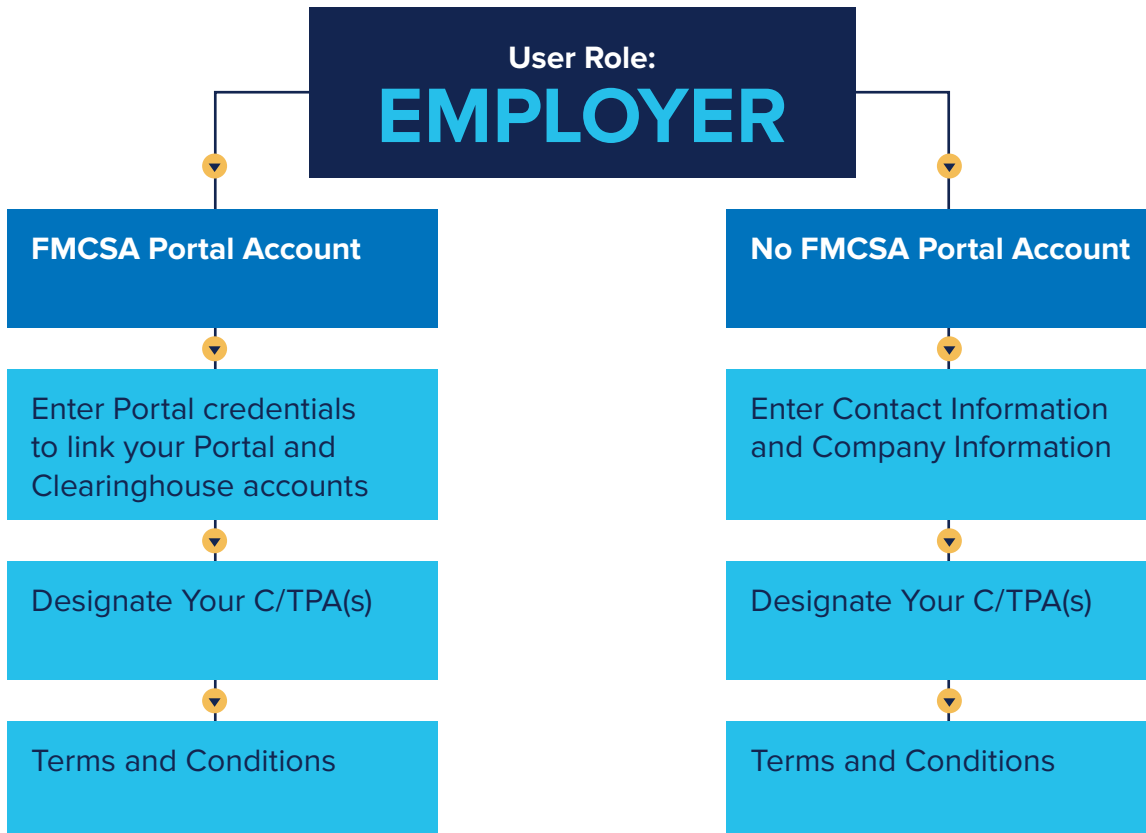 User Role:
EMPLOYER
FMCSA Portal Account
Enter Portal credentials
to link your Portal and
Clearinghouse accounts
Designate Your C/TPA(s)
Terms and Conditions
No FMCSA Portal Account
Enter Contact Information
and Company Information
Designate Your C/TPA(s)
Terms and Conditions